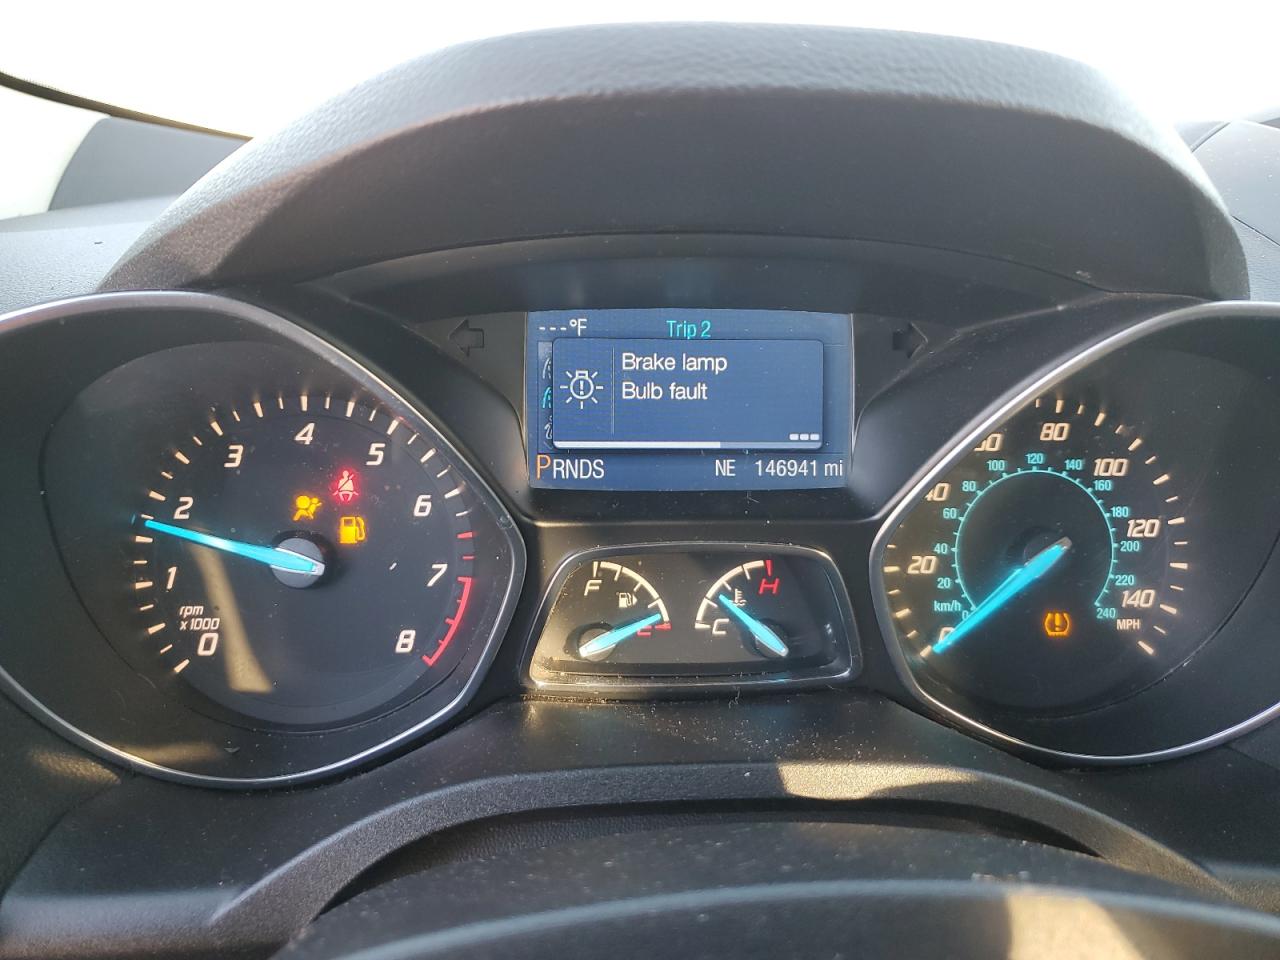 ---°F Trip 2
Brake lamp
Bulb fault
PRNDS NE 146941 mi
0 1 2 3 4 5 6 7 8
rpm
x1000
F E
C H
0 20 40 60 80 100 120 140
MPH
0 20 40 60 80 100 120 140 160 180 200 220 240
km/h